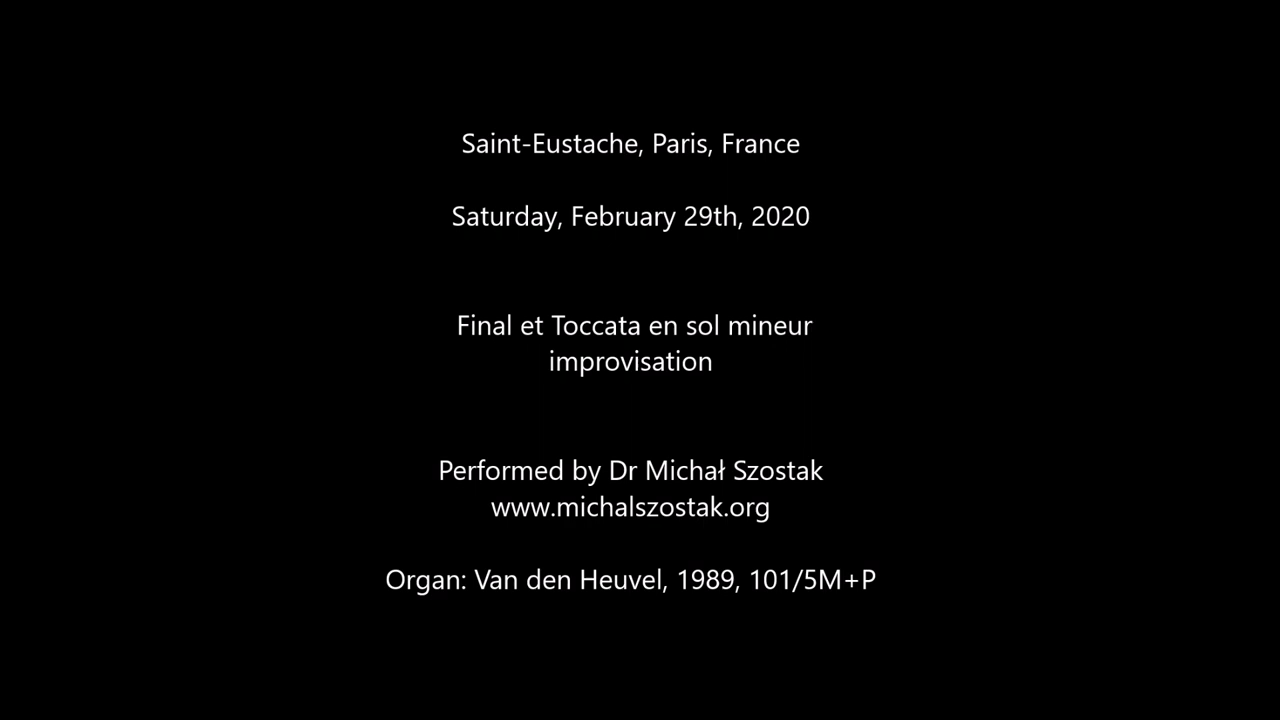 Saint-Eustache, Paris, France
Saturday, February 29th, 2020
Final et Toccata en sol mineur
improvisation
Performed by Dr Michał Szostak
www.michalszostak.org
Organ: Van den Heuvel, 1989, 101/5M+P